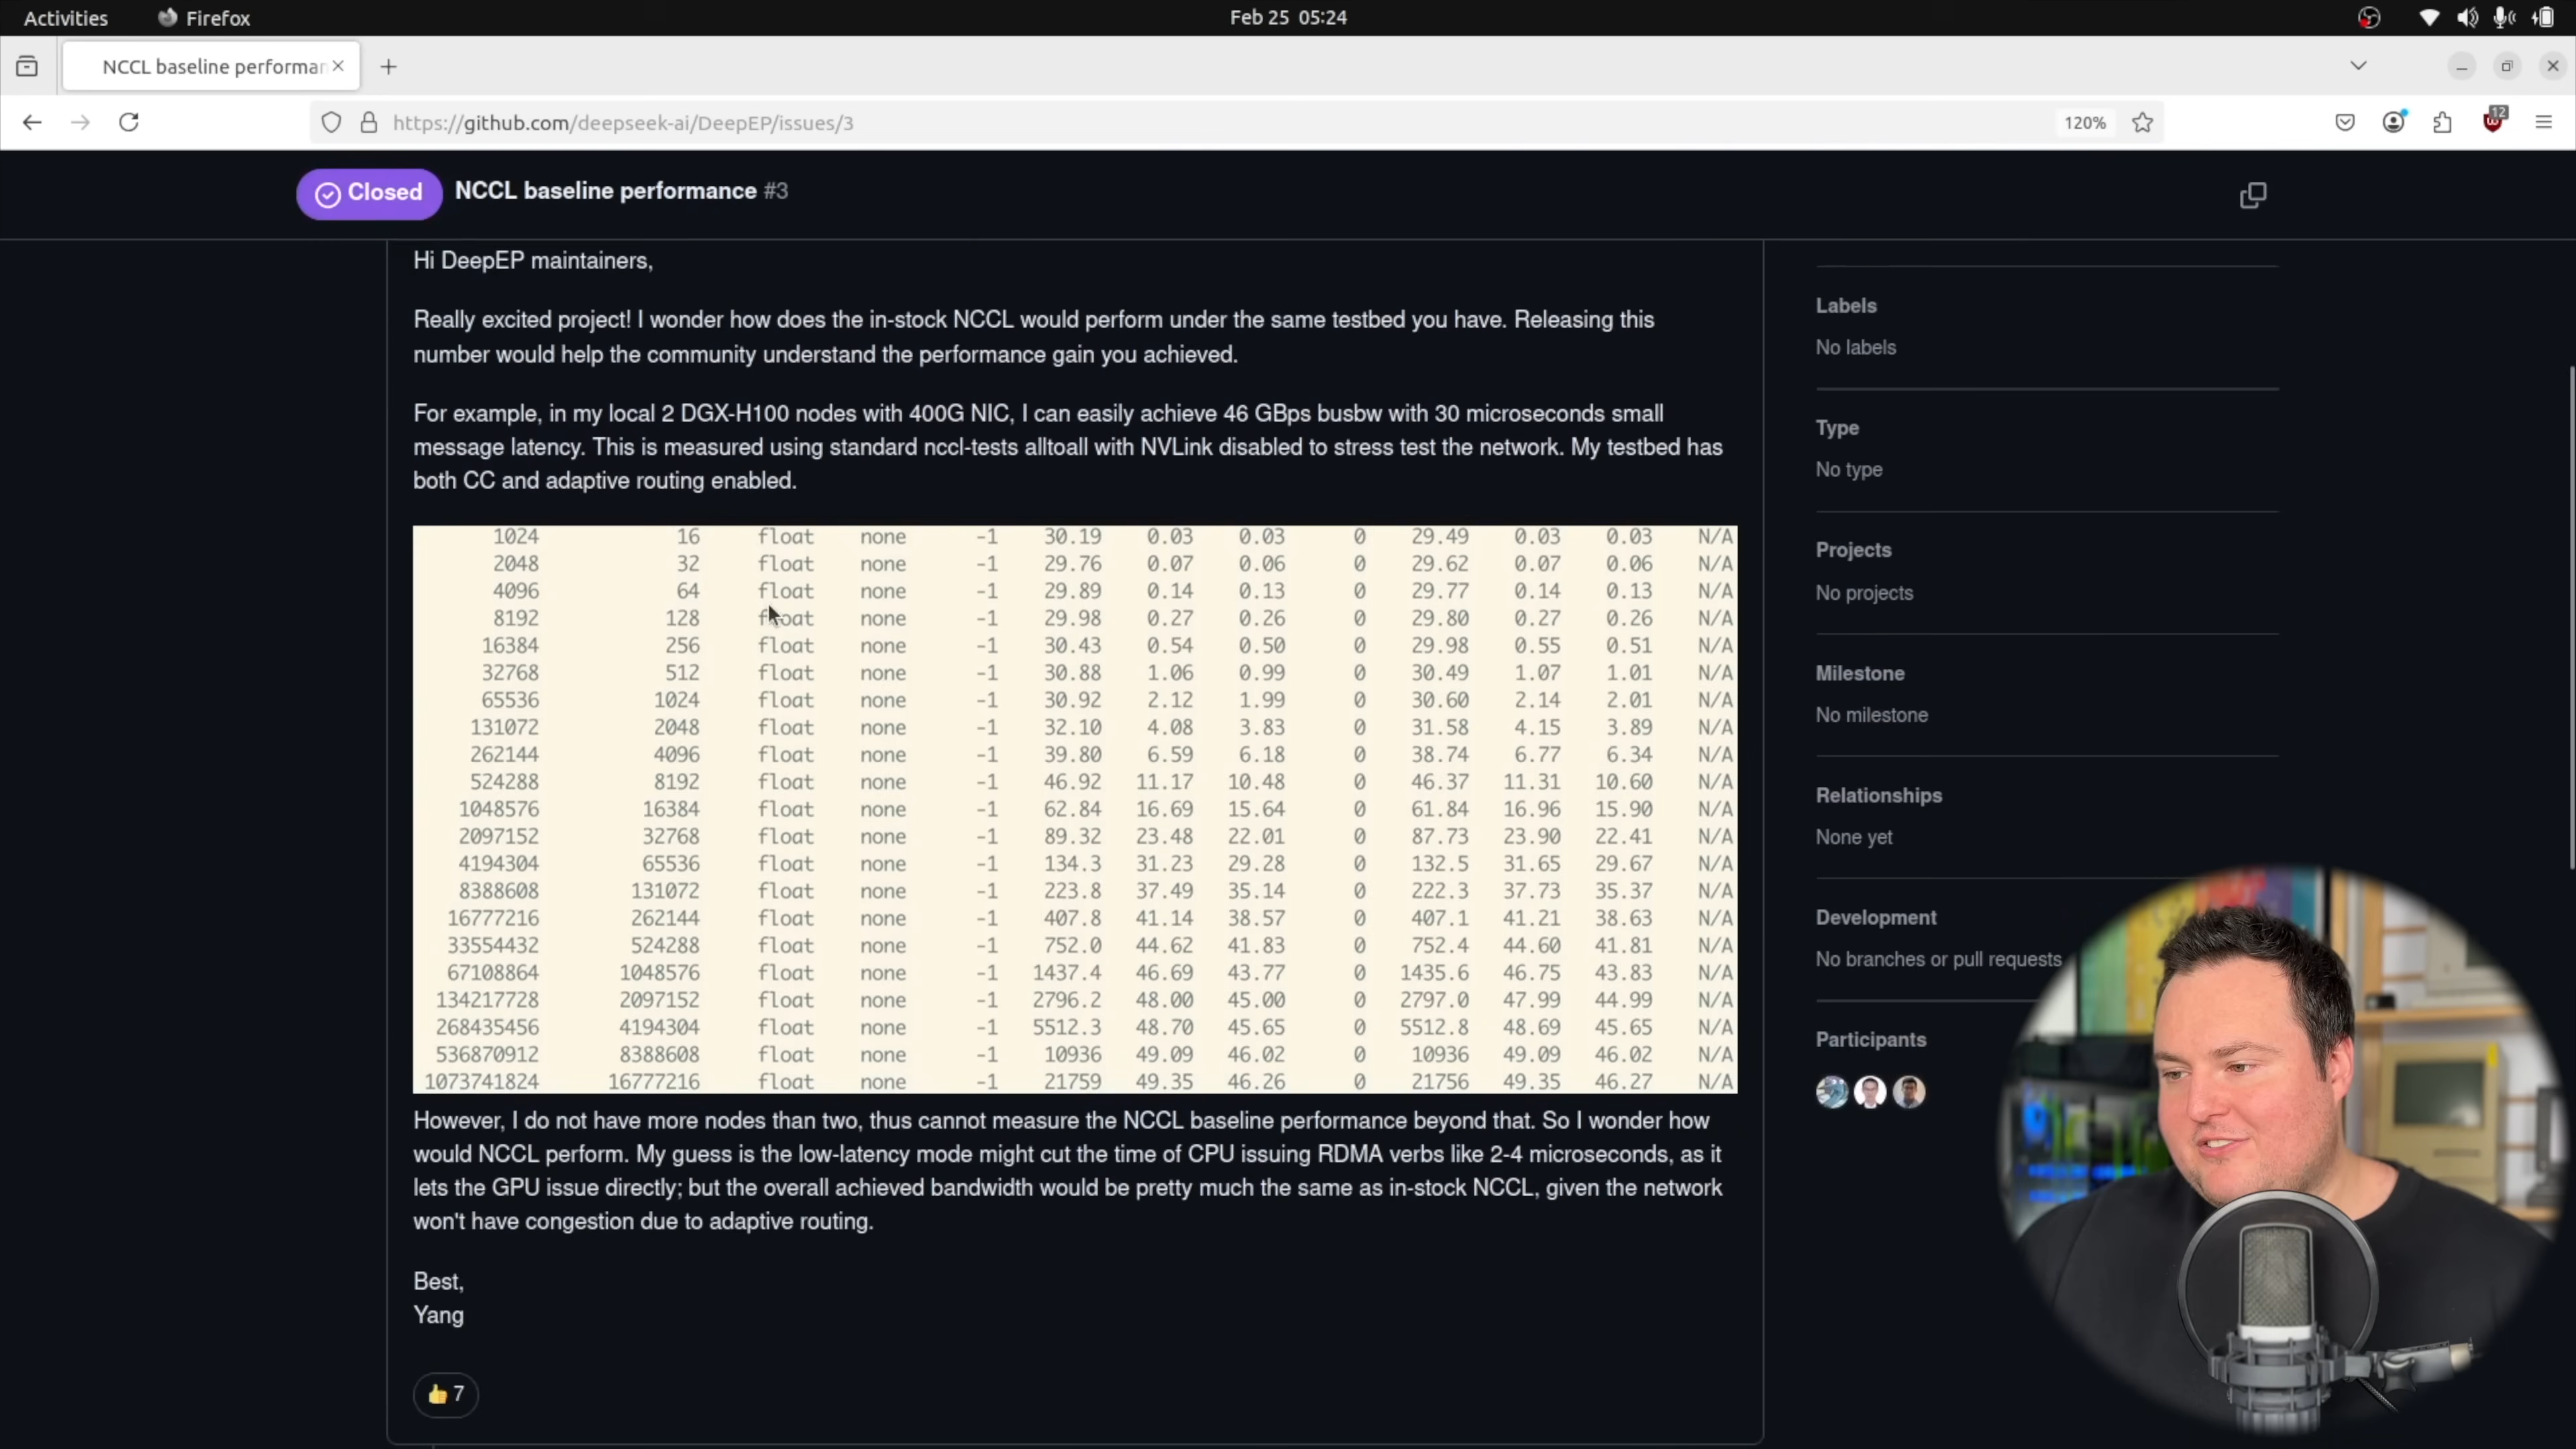 Activities Firefox Feb 25 05:24
NCCL baseline performan
https://github.com/deepseek-ai/DeepEP/issues/3 120% 12
Closed NCCL baseline performance #3
Hi DeepEP maintainers,
Really excited project! I wonder how does the in-stock NCCL would perform under the same testbed you have. Releasing this
number would help the community understand the performance gain you achieved.
For example, in my local 2 DGX-H100 nodes with 400G NIC, I can easily achieve 46 GBps busbw with 30 microseconds small
message latency. This is measured using standard nccl-tests alltoall with NVLink disabled to stress test the network. My testbed has
both CC and adaptive routing enabled.
1024 16 float none -1 30.19 0.03 0.03 0 29.49 0.03 0.03 N/A
2048 32 float none -1 29.76 0.07 0.06 0 29.62 0.07 0.06 N/A
4096 64 float none -1 29.89 0.14 0.13 0 29.77 0.14 0.13 N/A
8192 128 float none -1 29.98 0.27 0.26 0 29.80 0.27 0.26 N/A
16384 256 float none -1 30.43 0.54 0.50 0 29.98 0.55 0.51 N/A
32768 512 float none -1 30.88 1.06 0.99 0 30.49 1.07 1.01 N/A
65536 1024 float none -1 30.92 2.12 1.99 0 30.60 2.14 2.01 N/A
131072 2048 float none -1 32.10 4.08 3.83 0 31.58 4.15 3.89 N/A
262144 4096 float none -1 39.80 6.59 6.18 0 38.74 6.77 6.34 N/A
524288 8192 float none -1 46.92 11.17 10.48 0 46.37 11.31 10.60 N/A
1048576 16384 float none -1 62.84 16.69 15.64 0 61.84 16.96 15.90 N/A
2097152 32768 float none -1 89.32 23.48 22.01 0 87.73 23.90 22.41 N/A
4194304 65536 float none -1 134.3 31.23 29.28 0 132.5 31.65 29.67 N/A
8388608 131072 float none -1 223.8 37.49 35.14 0 222.3 37.73 35.37 N/A
16777216 262144 float none -1 407.8 41.14 38.57 0 407.1 41.21 38.63 N/A
33554432 524288 float none -1 752.0 44.62 41.83 0 752.4 44.60 41.81 N/A
67108864 1048576 float none -1 1437.4 46.69 43.77 0 1435.6 46.75 43.83 N/A
134217728 2097152 float none -1 2796.2 48.00 45.00 0 2797.0 47.99 44.99 N/A
268435456 4194304 float none -1 5512.3 48.70 45.65 0 5512.8 48.69 45.65 N/A
536870912 8388608 float none -1 10936 49.09 46.02 0 10936 49.09 46.02 N/A
1073741824 16777216 float none -1 21759 49.35 46.26 0 21756 49.35 46.27 N/A
However, I do not have more nodes than two, thus cannot measure the NCCL baseline performance beyond that. So I wonder how
would NCCL perform. My guess is the low-latency mode might cut the time of CPU issuing RDMA verbs like 2-4 microseconds, as it
lets the GPU issue directly; but the overall achieved bandwidth would be pretty much the same as in-stock NCCL, given the network
won't have congestion due to adaptive routing.
Best,
Yang
7
Labels
No labels
Type
No type
Projects
No projects
Milestone
No milestone
Relationships
None yet
Development
No branches or pull requests
Participants